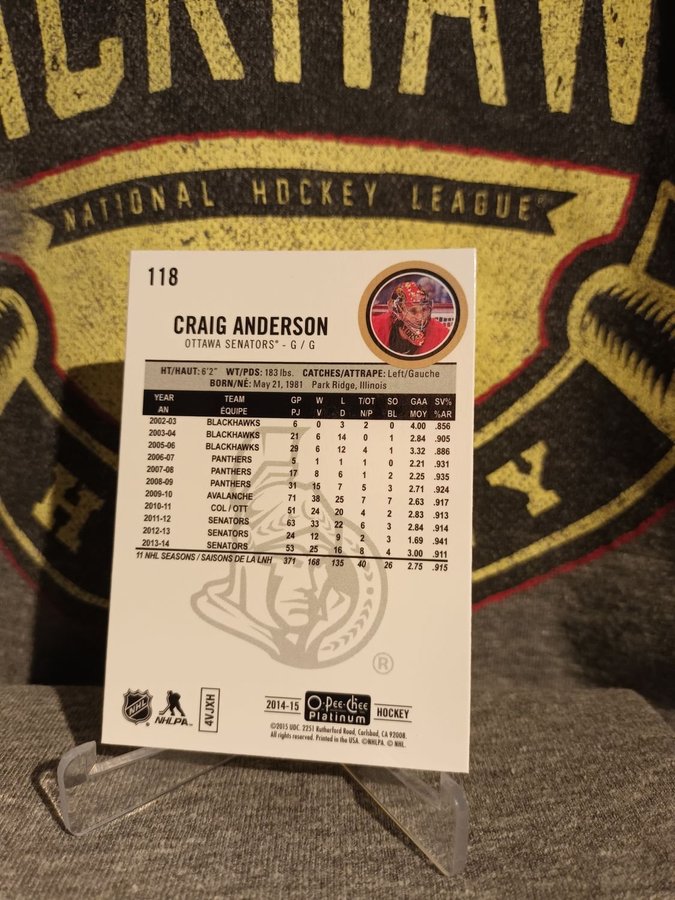 CKHAW
NATIONAL HOCKEY LEAGUE
118
CRAIG ANDERSON
OTTAWA SENATORS® - G / G
HT/HAUT: 6'2" WT/PDS: 183 lbs. CATCHES/ATTRAPE: Left/Gauche
BORN/NÉ: May 21, 1981 Park Ridge, Illinois
YEAR TEAM GP W L T/OT SO GAA SV%
AN ÉQUIPE PJ V D N/P BL MOY %AR
2002-03 BLACKHAWKS 6 0 3 2 0 4.00 .856
2003-04 BLACKHAWKS 21 6 14 0 1 2.84 .905
2005-06 BLACKHAWKS 29 6 12 4 1 3.32 .886
2006-07 PANTHERS 5 1 1 1 0 2.21 .931
2007-08 PANTHERS 17 8 6 1 2 2.25 .935
2008-09 PANTHERS 31 15 7 5 3 2.71 .924
2009-10 AVALANCHE 71 38 25 7 7 2.63 .917
2010-11 COL / OTT 51 24 20 4 2 2.83 .913
2011-12 SENATORS 63 33 22 6 3 2.84 .914
2012-13 SENATORS 24 12 9 2 3 1.69 .941
2013-14 SENATORS 53 25 16 8 4 3.00 .911
11 NHL SEASONS / SAISONS DE LA LNH 371 168 135 40 26 2.75 .915
H Y
®
NHL NHLPA 4VJXH
2014-15 O-Pee-Chee Platinum HOCKEY
©2015 UDC. 2251 Rutherford Road, Carlsbad, CA 92008.
All rights reserved. Printed in the USA. ©NHLPA. © NHL.